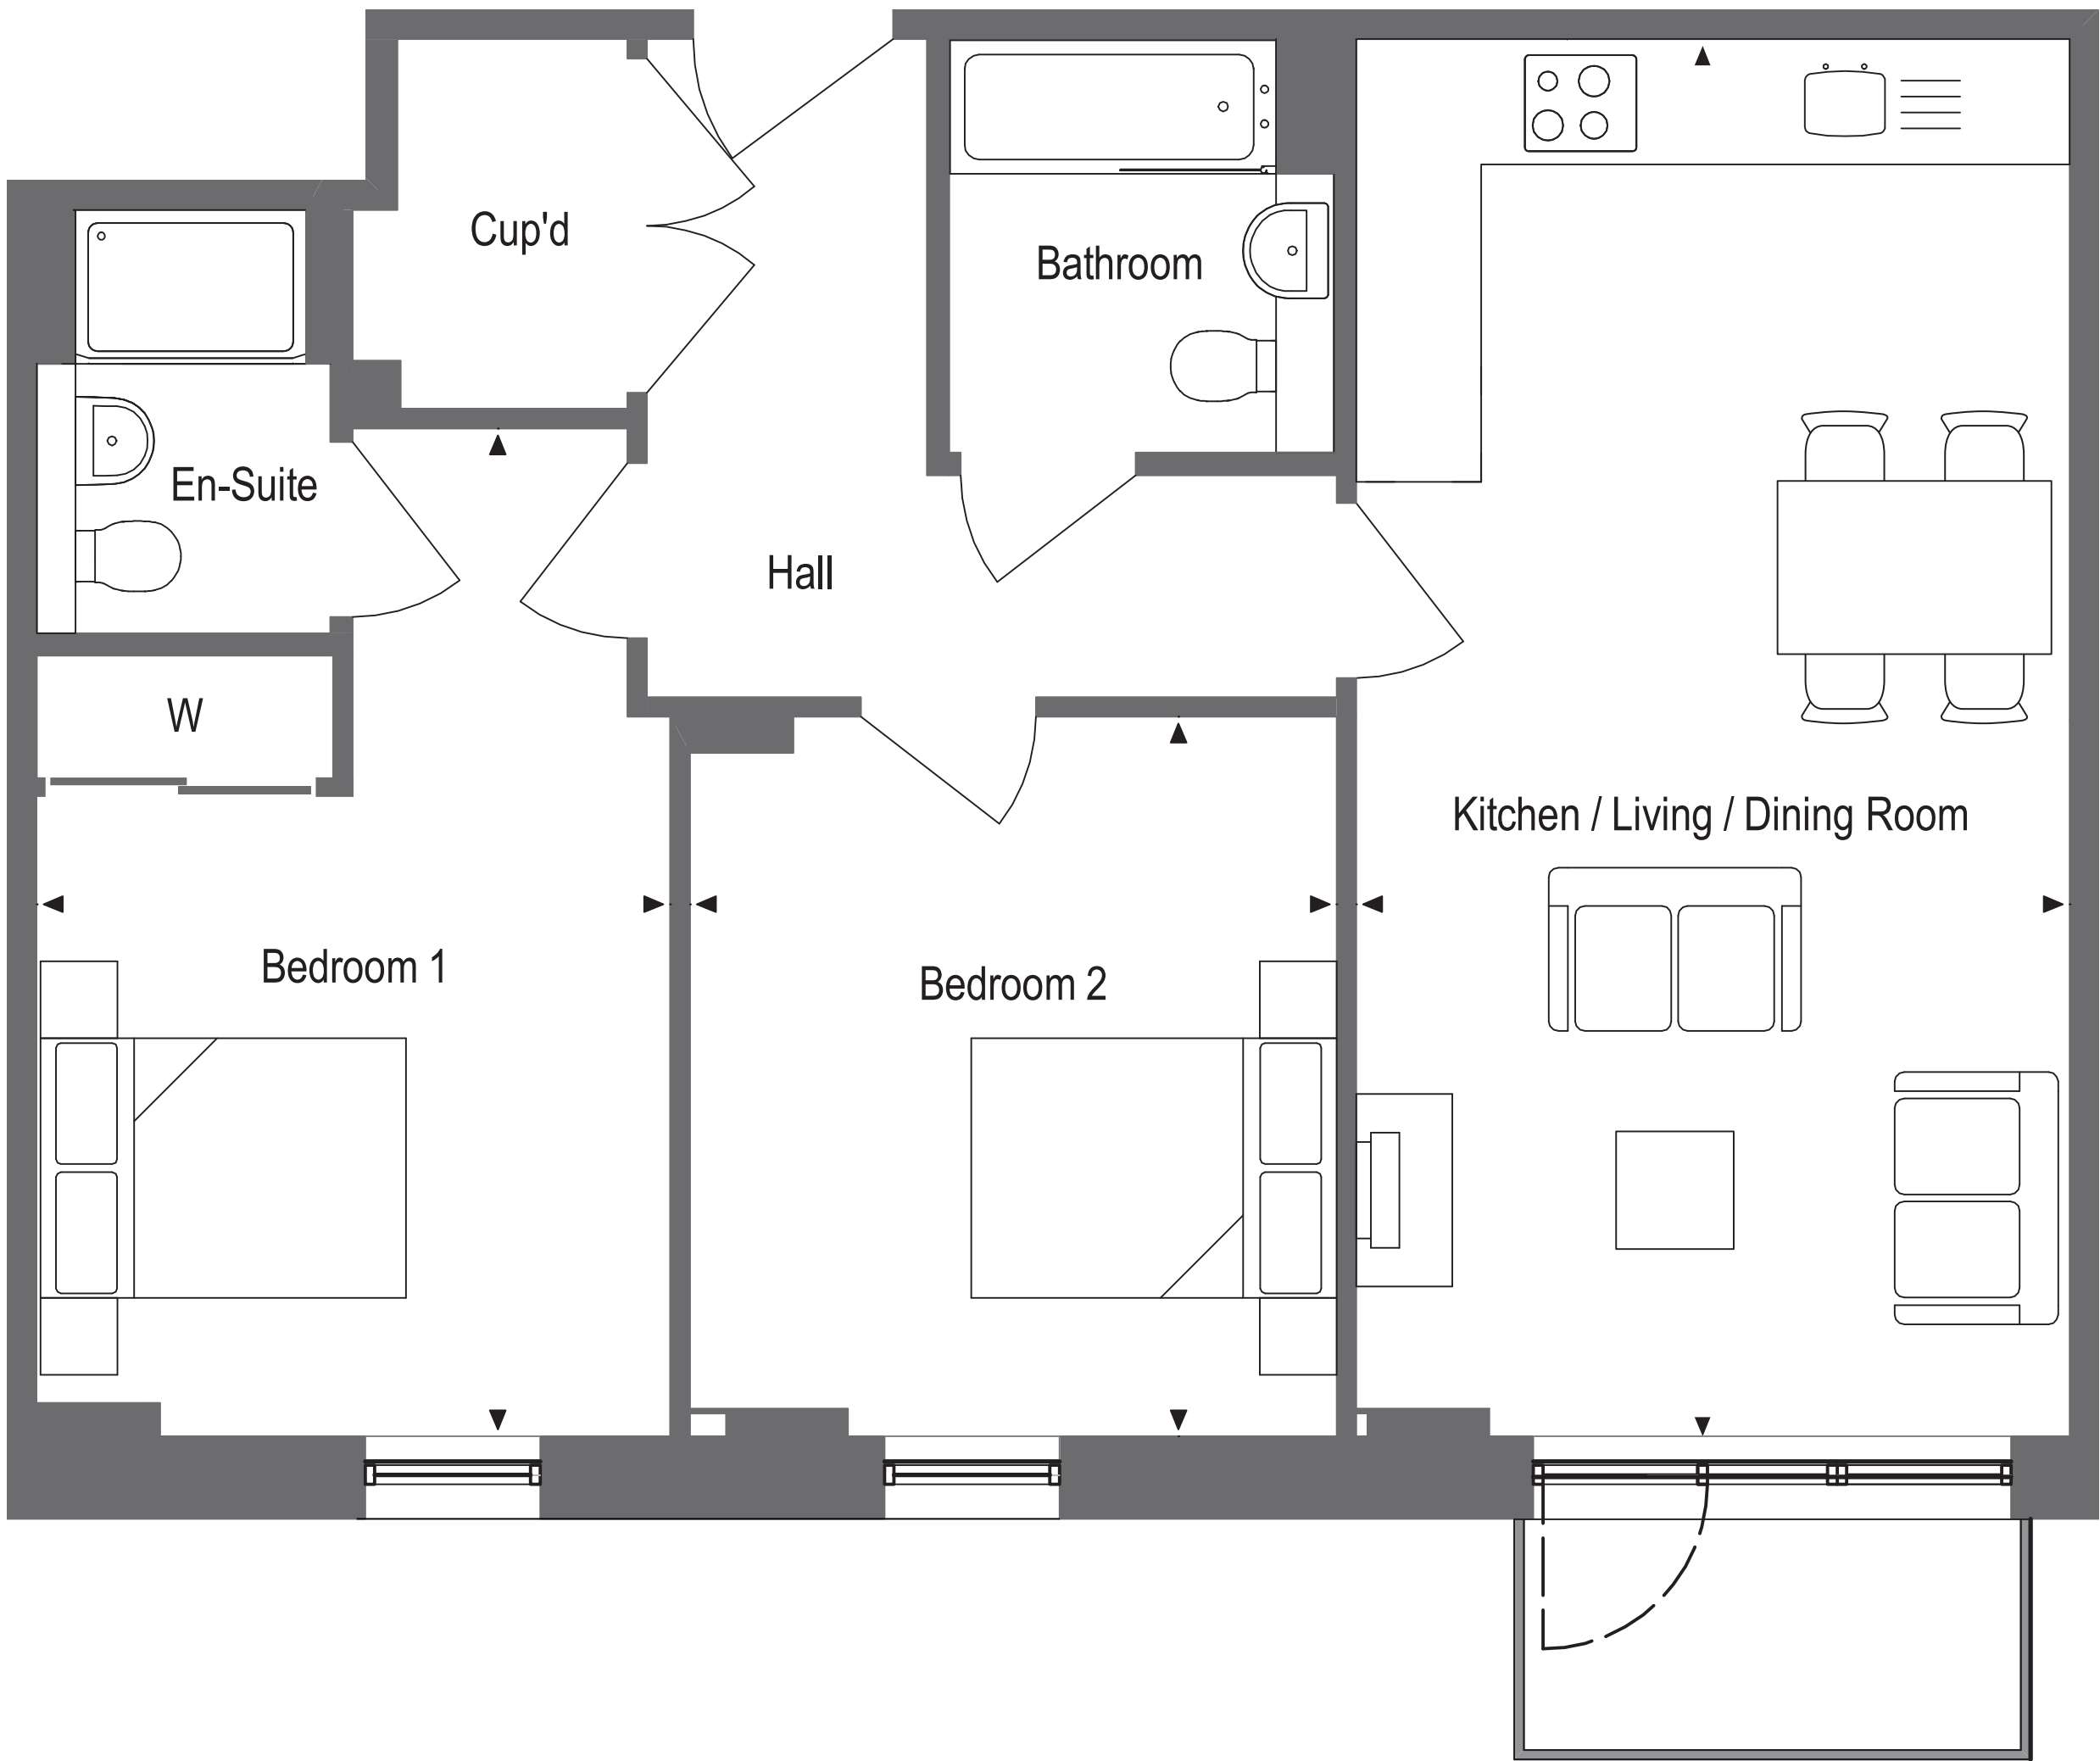 Cup'd
Bathroom
En-Suite
Hall
W
Kitchen / Living / Dining Room
Bedroom 1
Bedroom 2